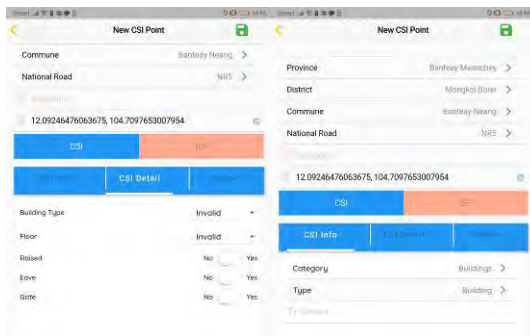 New CSI Point
Commune Banteay Neang
National Road NR5
12.09246476063675, 104.7097653007954
CSI
CSI Detail
Building Type Invalid
Floor Invalid
Raised No Yes
Eave No Yes
Gate No Yes
New CSI Point
Province Banteay Meanchey
District Mongkol Borei
Commune Banteay Neang
National Road NR5
12.09246476063675, 104.7097653007954
CSI
CSI Info
Category Buildings
Type Building